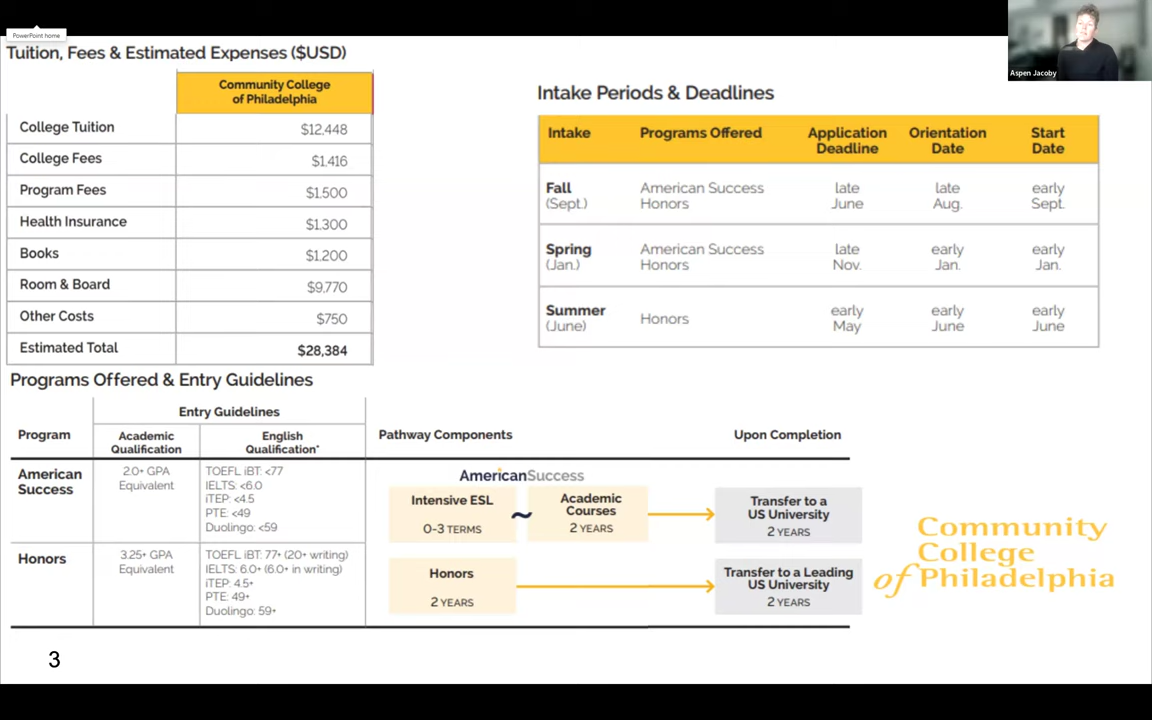 PowerPoint home
Aspen Jacoby
Tuition, Fees & Estimated Expenses ($USD)
Community College
of Philadelphia
College Tuition $12,448
College Fees $1,416
Program Fees $1,500
Health Insurance $1,300
Books $1,200
Room & Board $9,770
Other Costs $750
Estimated Total $28,384
Intake Periods & Deadlines
Intake Programs Offered Application Orientation Start
Deadline Date Date
Fall American Success late late early
(Sept.) Honors June Aug. Sept.
Spring American Success late early early
(Jan.) Honors Nov. Jan. Jan.
Summer Honors early early early
(June) May June June
Programs Offered & Entry Guidelines
Entry Guidelines
Program Academic English Pathway Components Upon Completion
Qualification Qualification*
American 2.0+ GPA TOEFL iBT: <77
Success Equivalent IELTS: <6.0
iTEP: <4.5
PTE: <49
Duolingo: <59
AmericanSuccess
Intensive ESL ~ Academic
Courses
0-3 TERMS 2 YEARS
Transfer to a
US University
2 YEARS
Honors 3.25+ GPA TOEFL iBT: 77+ (20+ writing)
Equivalent IELTS: 6.0+ (6.0+ in writing)
iTEP: 4.5+
PTE: 49+
Duolingo: 59+
Honors
2 YEARS
Transfer to a Leading
US University
2 YEARS
Community
College
of Philadelphia
3